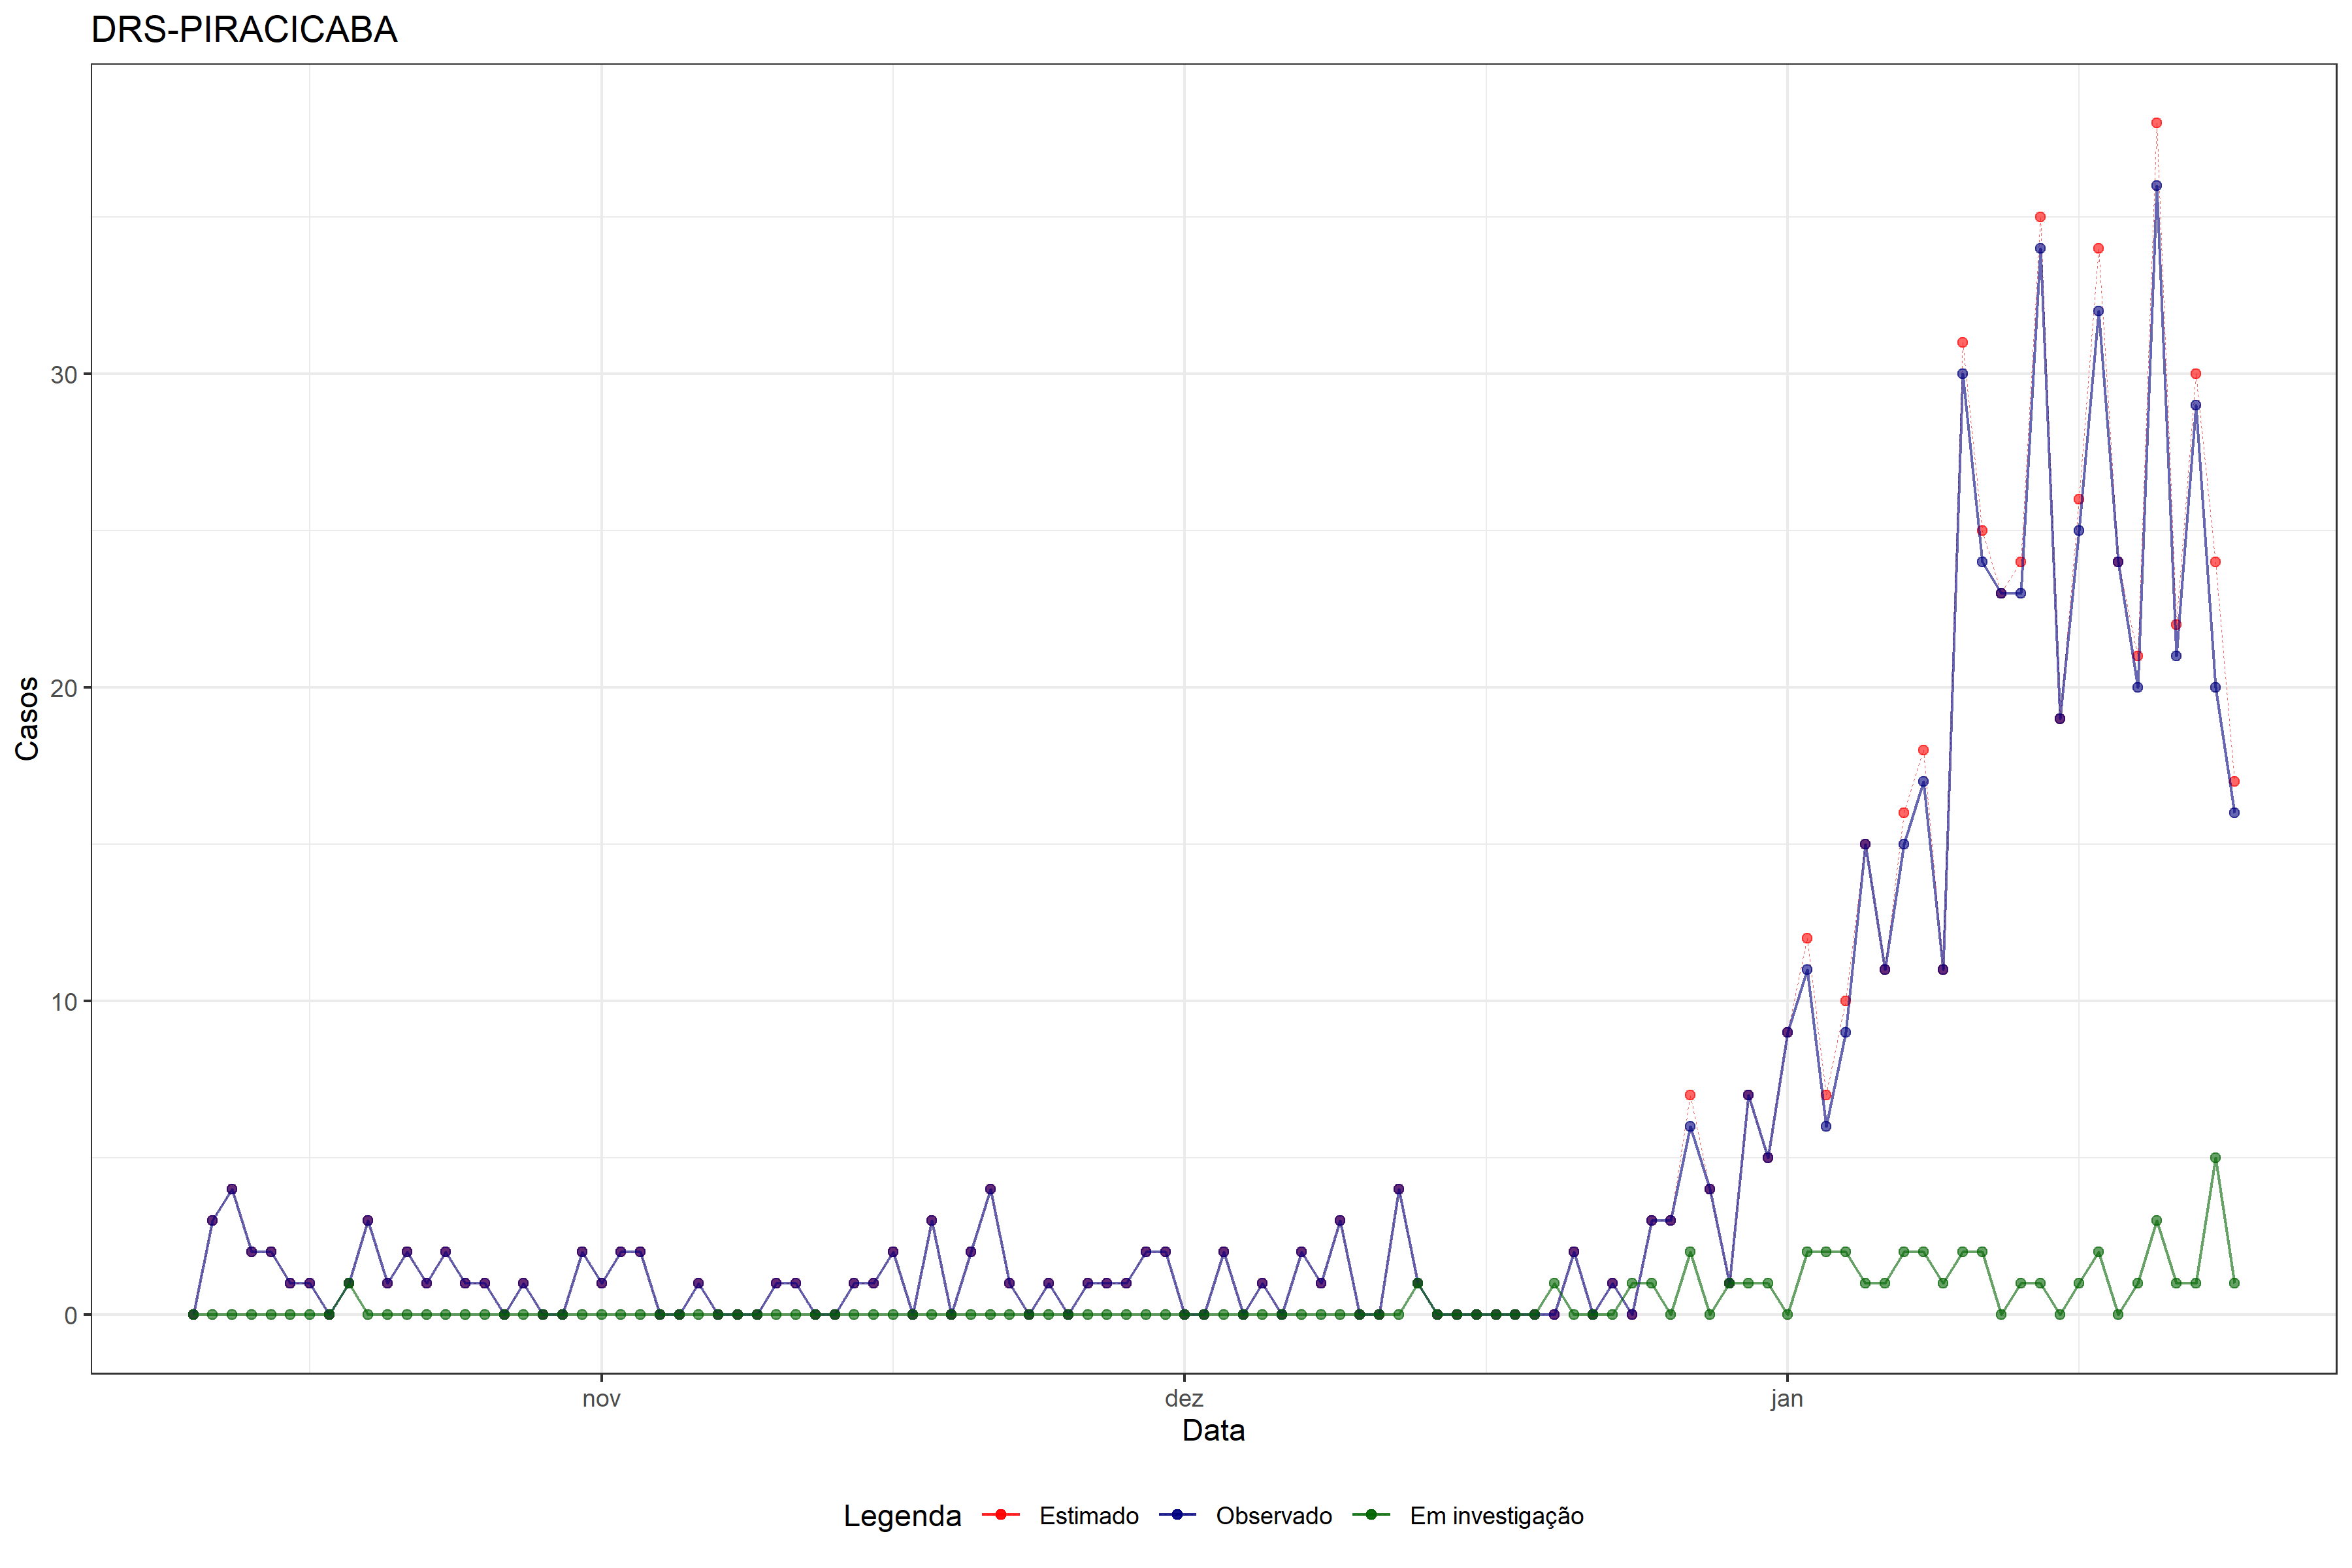 DRS-PIRACICABA
Casos
30
20
10
0
nov dez jan
Data
Legenda Estimado Observado Em investigação